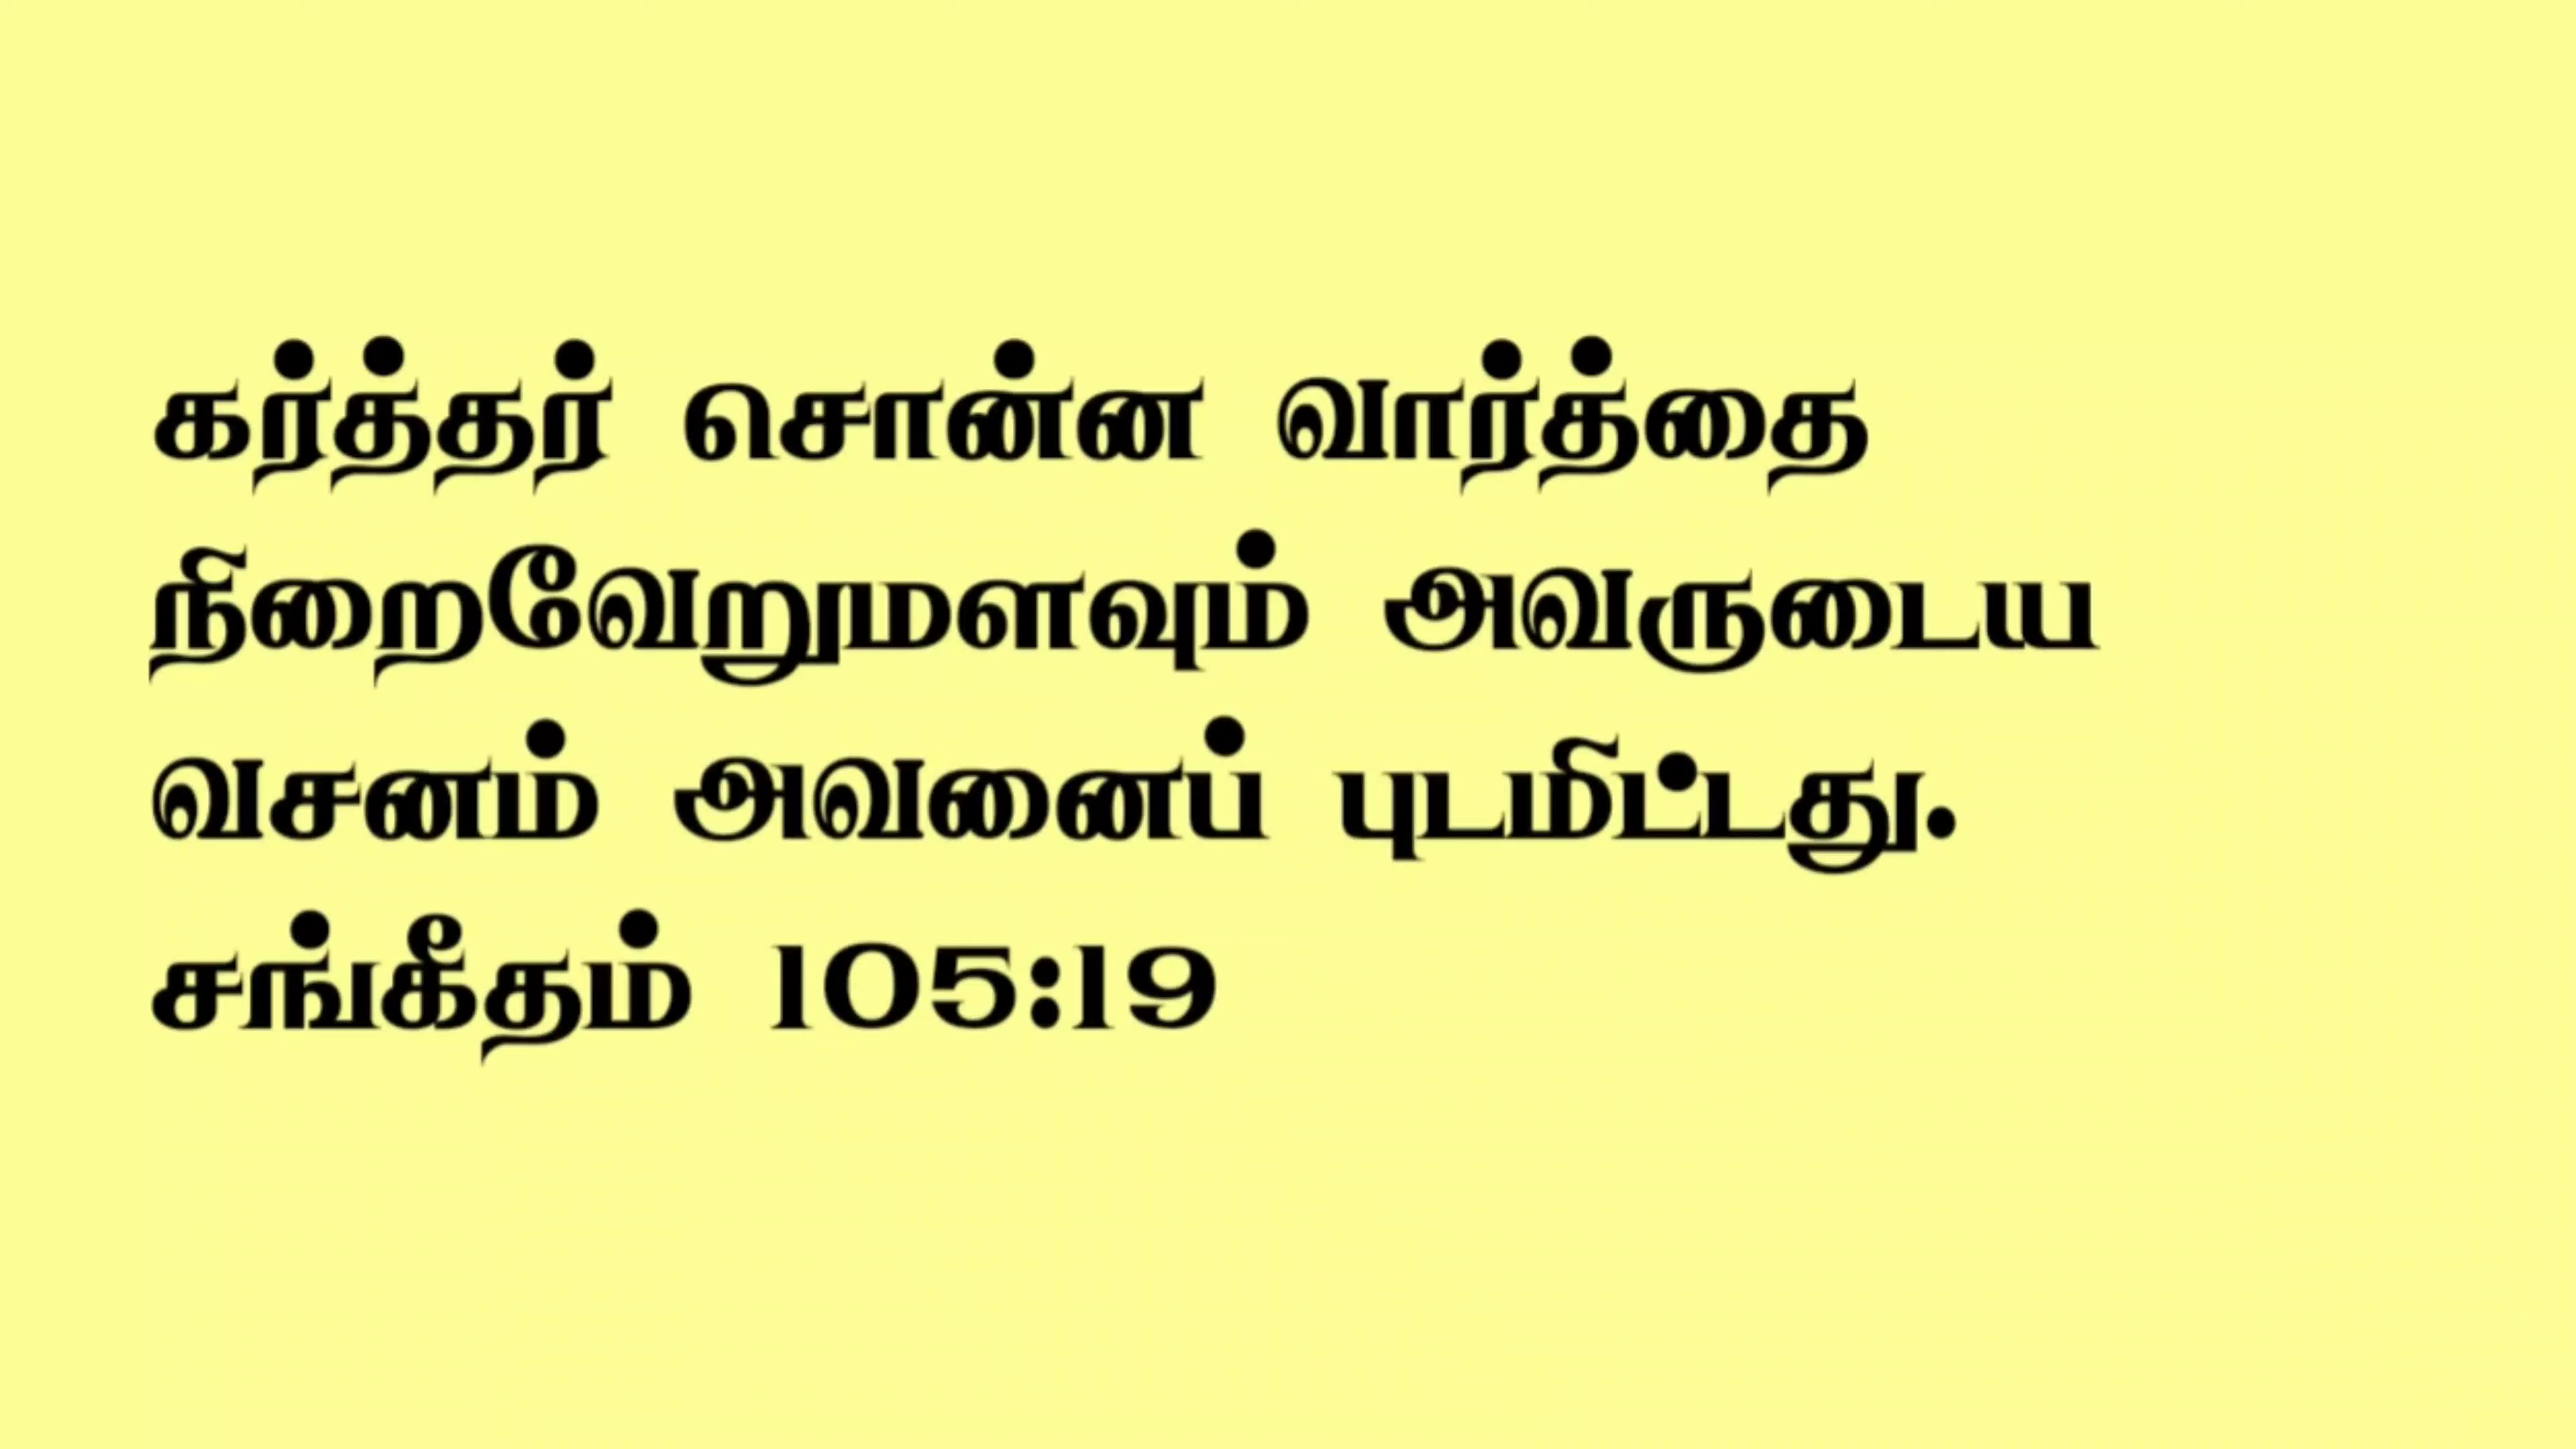 கர்த்தர் சொன்ன வார்த்தை
நிறைவேறுமளவும் அவருடைய
வசனம் அவனைப் புடமிட்டது.
சங்கீதம் 105:19